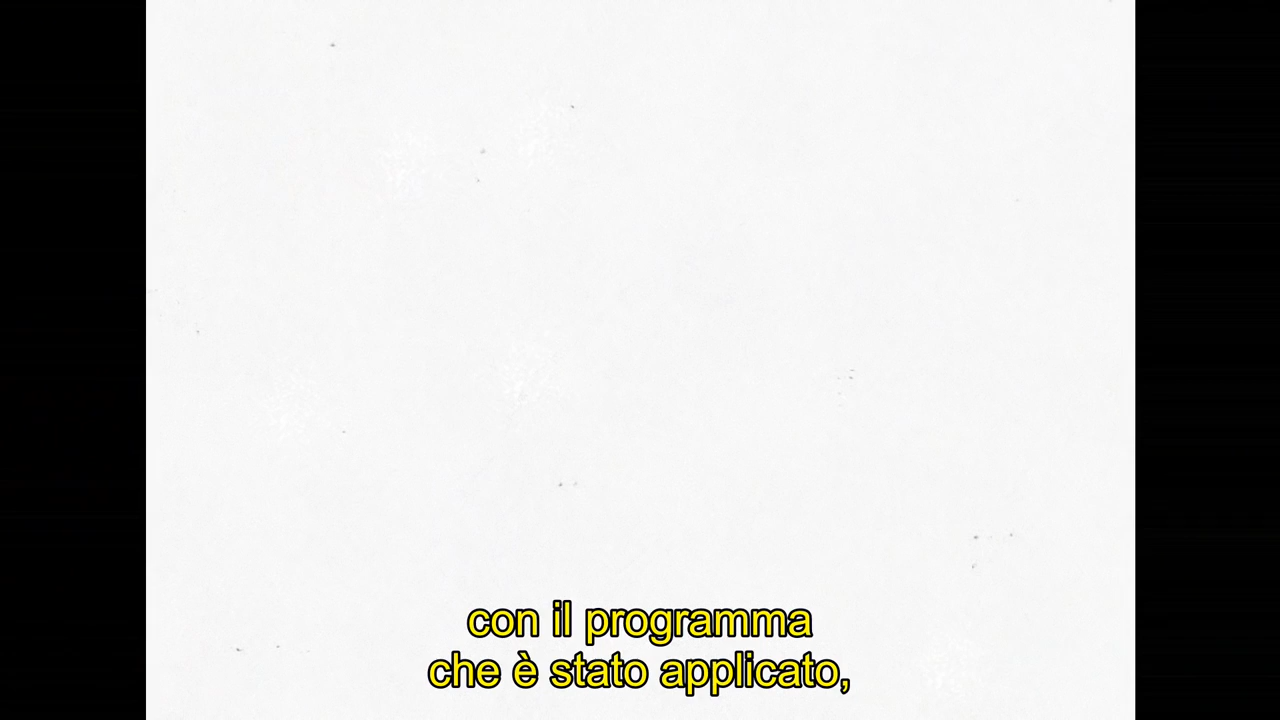 con il programma
che è stato applicato,